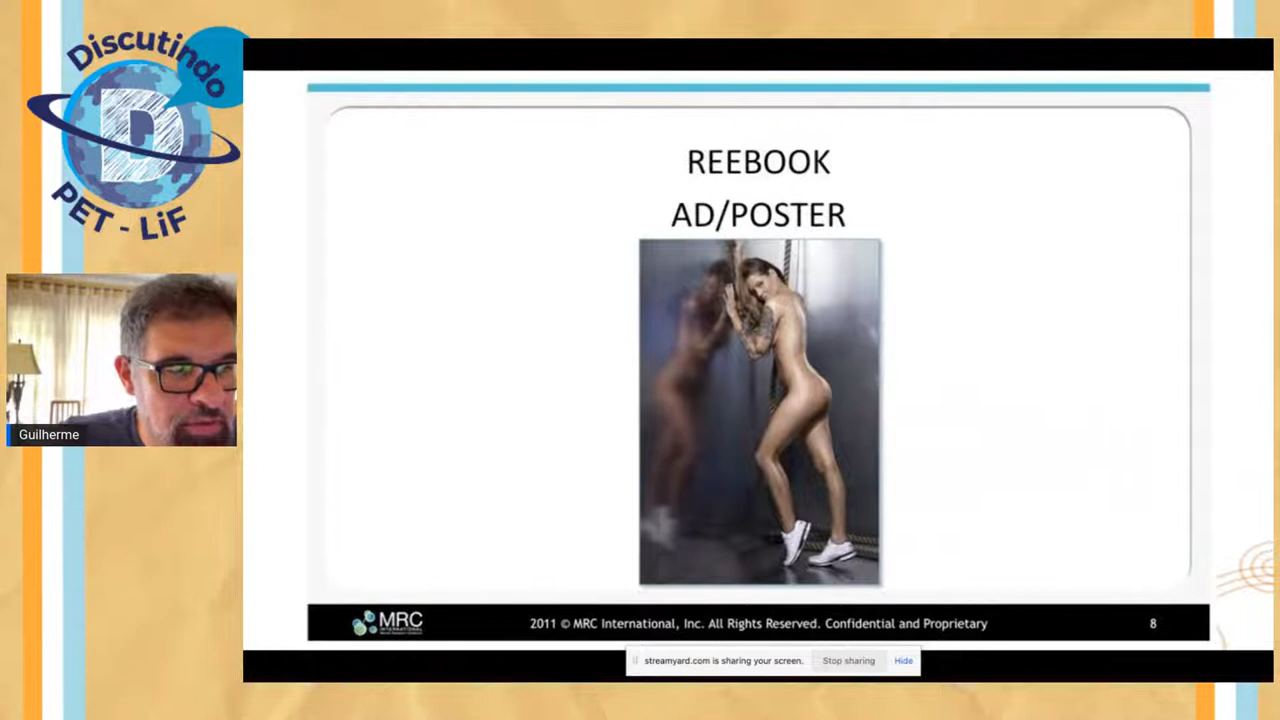 Discutindo
D
PET - LiF
Guilherme
REEBOOK
AD/POSTER
MRC
2011 © MRC International, Inc. All Rights Reserved. Confidential and Proprietary
8
streamyard.com is sharing your screen.
Stop sharing
Hide